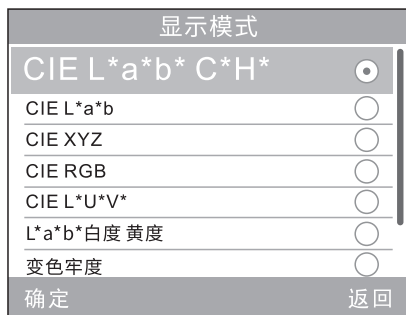 显示模式
CIE L*a*b* C*H*
CIE L*a*b
CIE XYZ
CIE RGB
CIE L*U*V*
L*a*b*白度 黄度
变色牢度
确定 返回